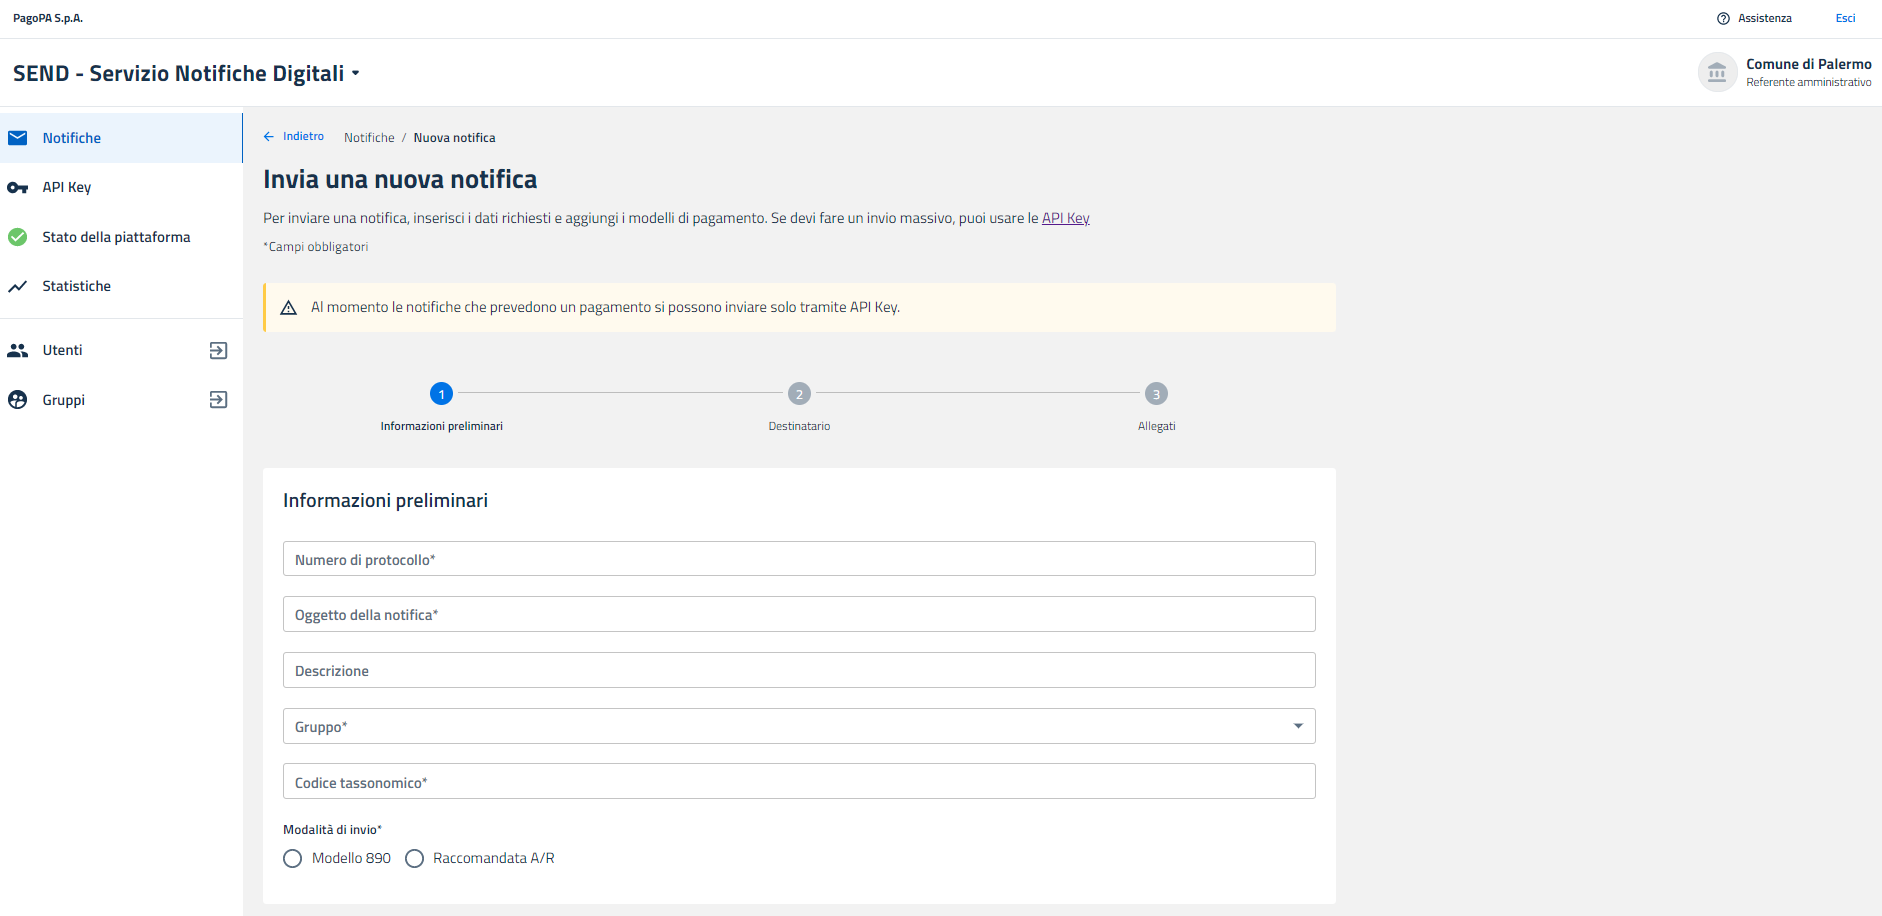 PagoPA S.p.A.
Assistenza
Esci
SEND - Servizio Notifiche Digitali
Comune di Palermo
Referente amministrativo
Notifiche
API Key
Stato della piattaforma
Statistiche
Utenti
Gruppi
Indietro
Notifiche / Nuova notifica
Invia una nuova notifica
Per inviare una notifica, inserisci i dati richiesti e aggiungi i modelli di pagamento. Se devi fare un invio massivo, puoi usare le API Key
*Campi obbligatori
Al momento le notifiche che prevedono un pagamento si possono inviare solo tramite API Key.
1
2
3
Informazioni preliminari
Destinatario
Allegati
Informazioni preliminari
Numero di protocollo*
Oggetto della notifica*
Descrizione
Gruppo*
Codice tassonomico*
Modalità di invio*
Modello 890
Raccomandata A/R